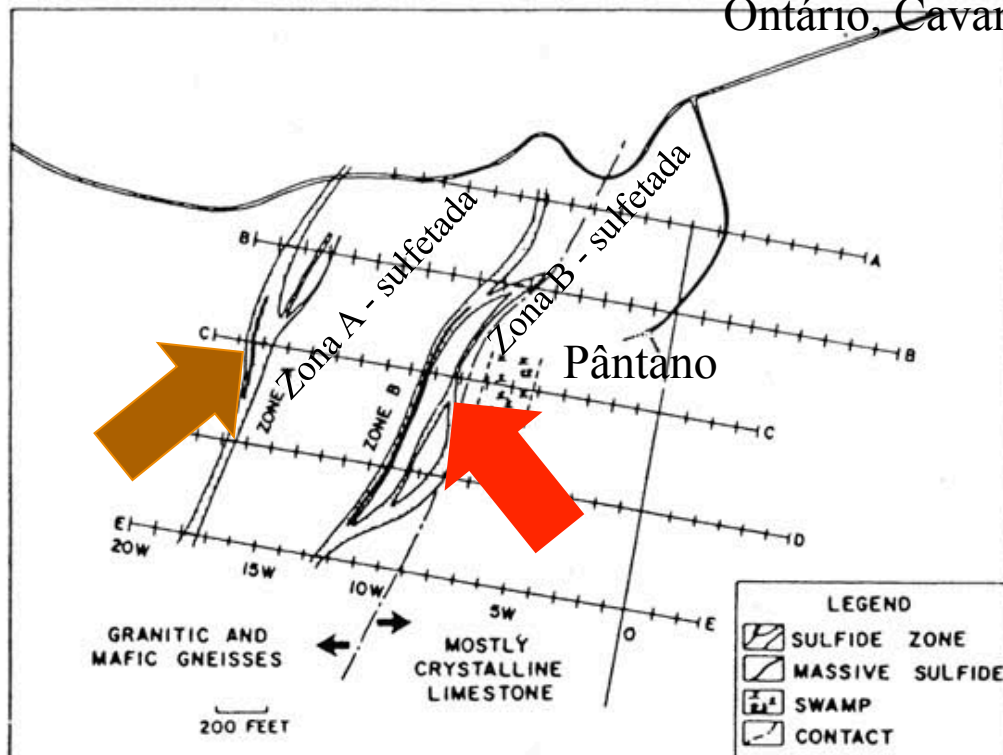 Ontário, Cavan
Zona A - sulfetada
Zona B - sulfetada
B
A
C
B
Pântano
ZONE
ZONE B
C
E
20W
15W
10W
5W
O
D
E
GRANITIC AND
MAFIC GNEISSES
MOSTLY
CRYSTALLINE
LIMESTONE
200 FEET
LEGEND
SULFIDE ZONE
MASSIVE SULFIDE
SWAMP
CONTACT